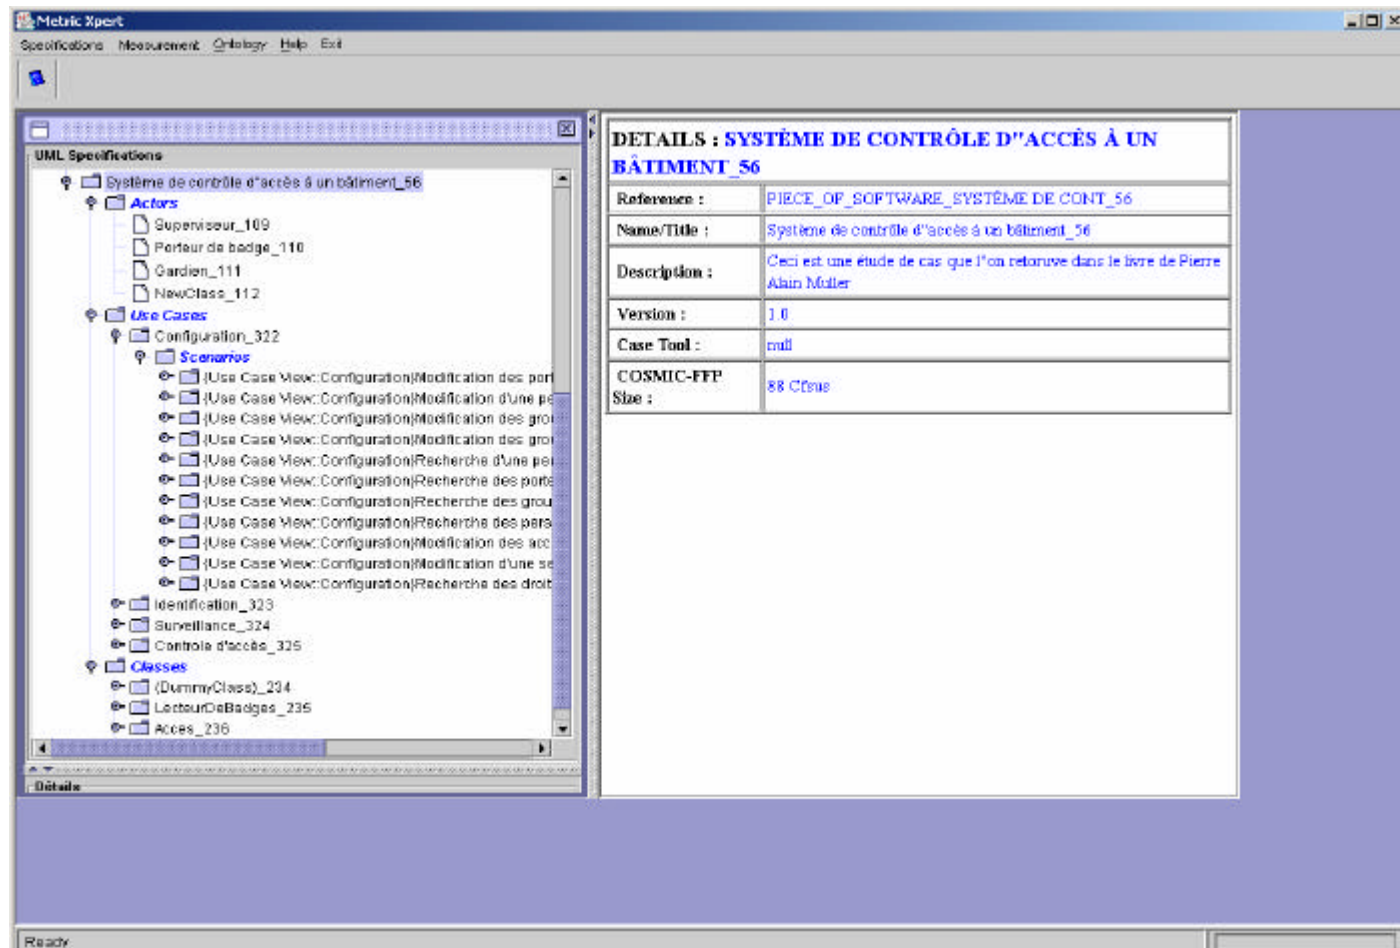 Metric Xpert
Specifications Measurement Ontology Help Exit
UML Specifications
Système de contrôle d''accès à un bâtiment_56
Actors
Superviseur_109
Porteur de badge_110
Gardien_111
NewClass_112
Use Cases
Configuration_322
Scenarios
{Use Case View::Configuration}Modification des port
{Use Case View::Configuration}Modification d'une pe
{Use Case View::Configuration}Modification des grou
{Use Case View::Configuration}Modification des grou
{Use Case View::Configuration}Recherche d'une per
{Use Case View::Configuration}Recherche des porte
{Use Case View::Configuration}Recherche des grou
{Use Case View::Configuration}Recherche des pers
{Use Case View::Configuration}Modification des acc
{Use Case View::Configuration}Modification d'une se
{Use Case View::Configuration}Recherche des droit
Identification_323
Surveillance_324
Controle d'accès_325
Classes
(DummyClass)_234
LecteurDeBadges_235
Acces_236
Détails
DETAILS : SYSTÈME DE CONTRÔLE D''ACCÈS À UN
BÂTIMENT_56
Reference : PIECE_OF_SOFTWARE_SYSTÈME DE CONT_56
Name/Title : Système de contrôle d''accès à un bâtiment_56
Description : Ceci est une étude de cas que l''on retoruve dans le livre de Pierre
Alain Muller
Version : 1.0
Case Tool : null
COSMIC-FFP
Size : 88 Cfsus
Ready